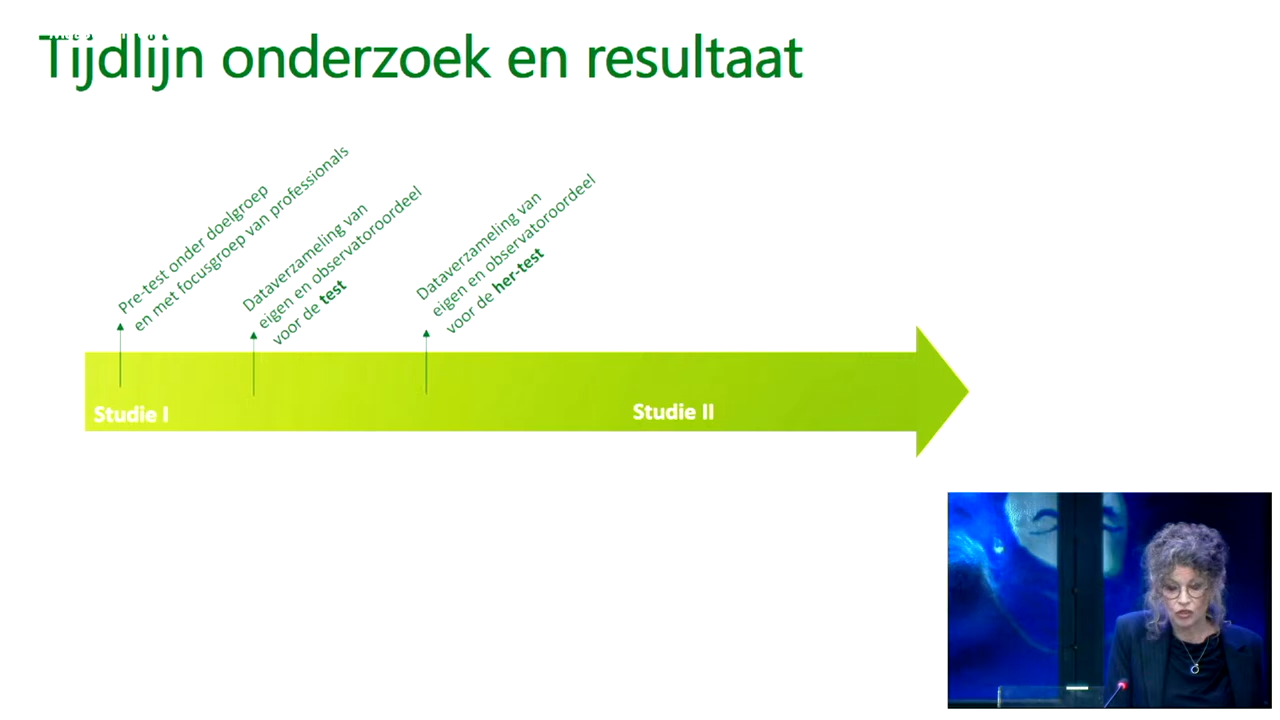 Tijdlijn onderzoek en resultaat
Pre-test onder doelgroep
en met focusgroep van professionals
Dataverzameling van
eigen en observatoroordeel
voor de test
Dataverzameling van
eigen en observatoroordeel
voor de her-test
Studie I
Studie II